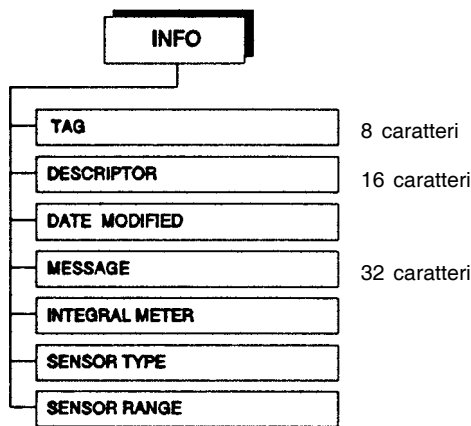 INFO
TAG 8 caratteri
DESCRIPTOR 16 caratteri
DATE MODIFIED
MESSAGE 32 caratteri
INTEGRAL METER
SENSOR TYPE
SENSOR RANGE